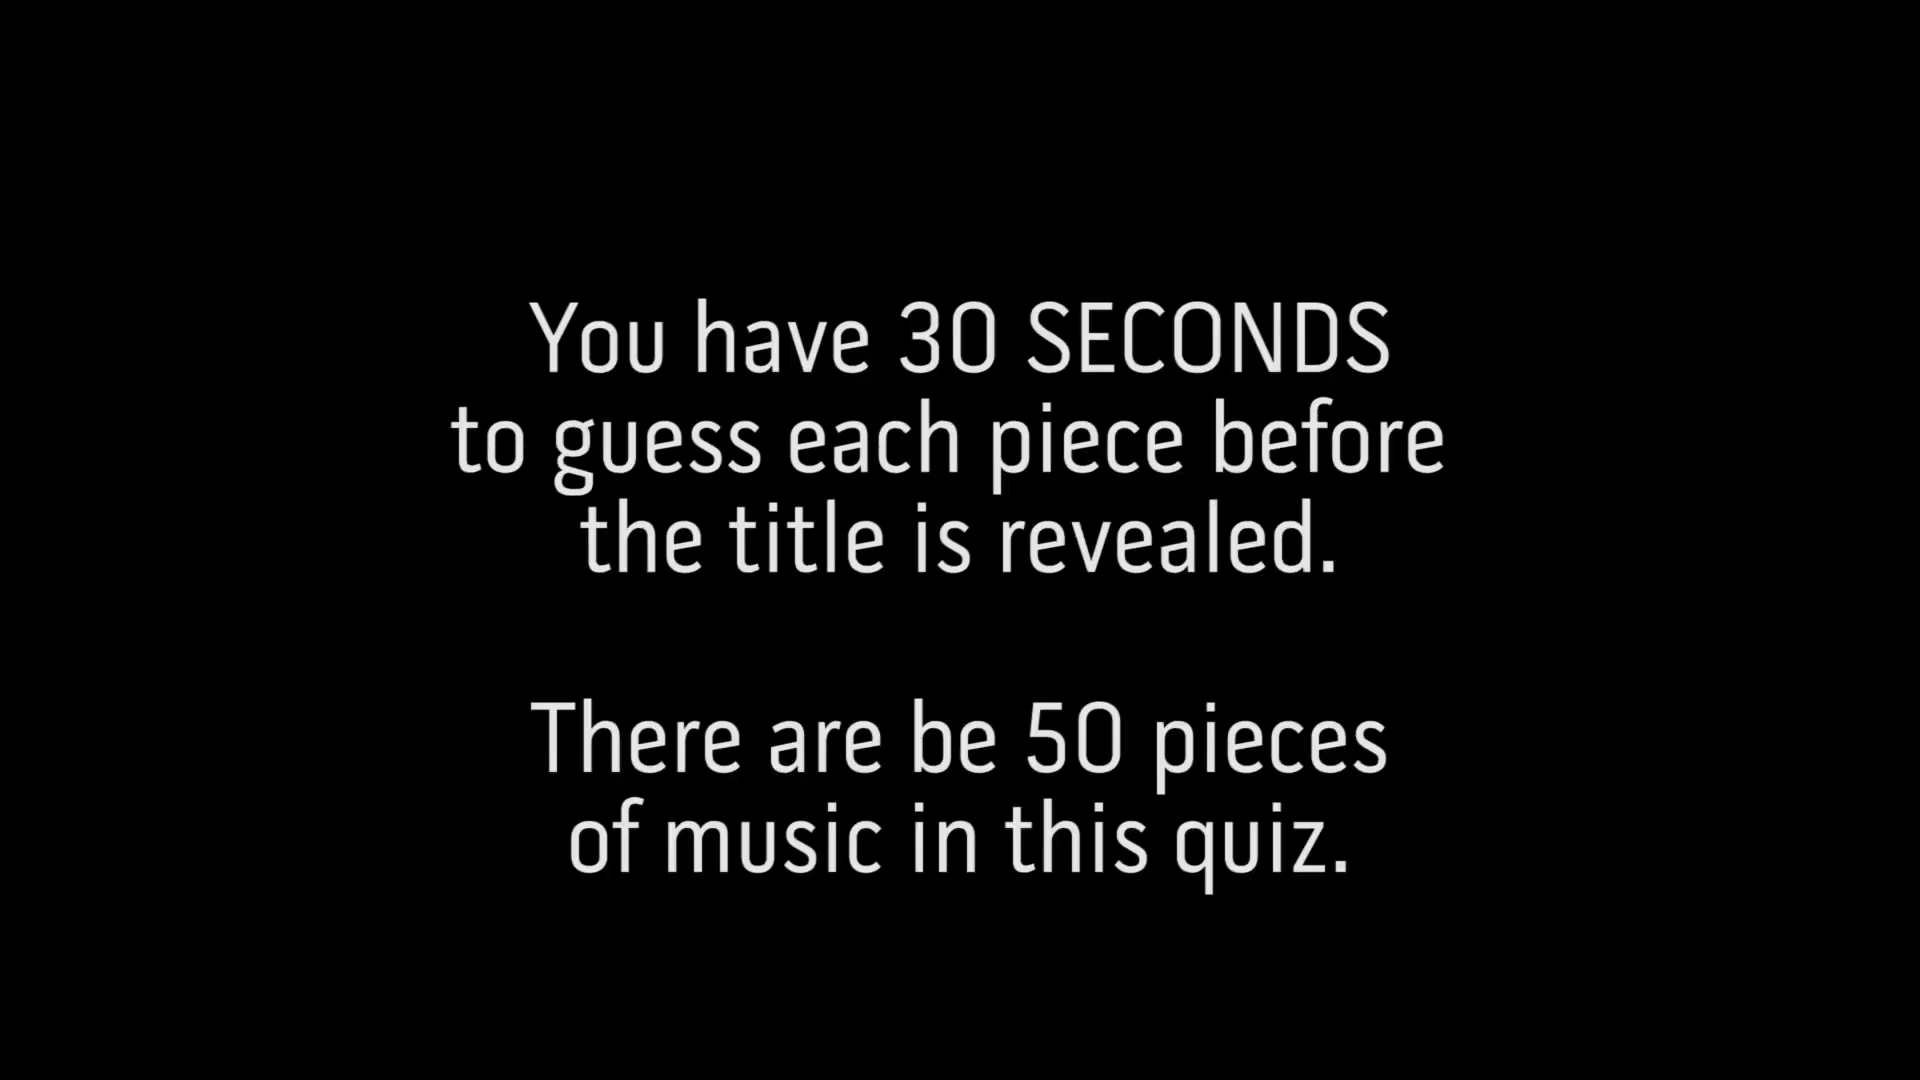 You have 30 SECONDS
to guess each piece before
the title is revealed.
There are be 50 pieces
of music in this quiz.